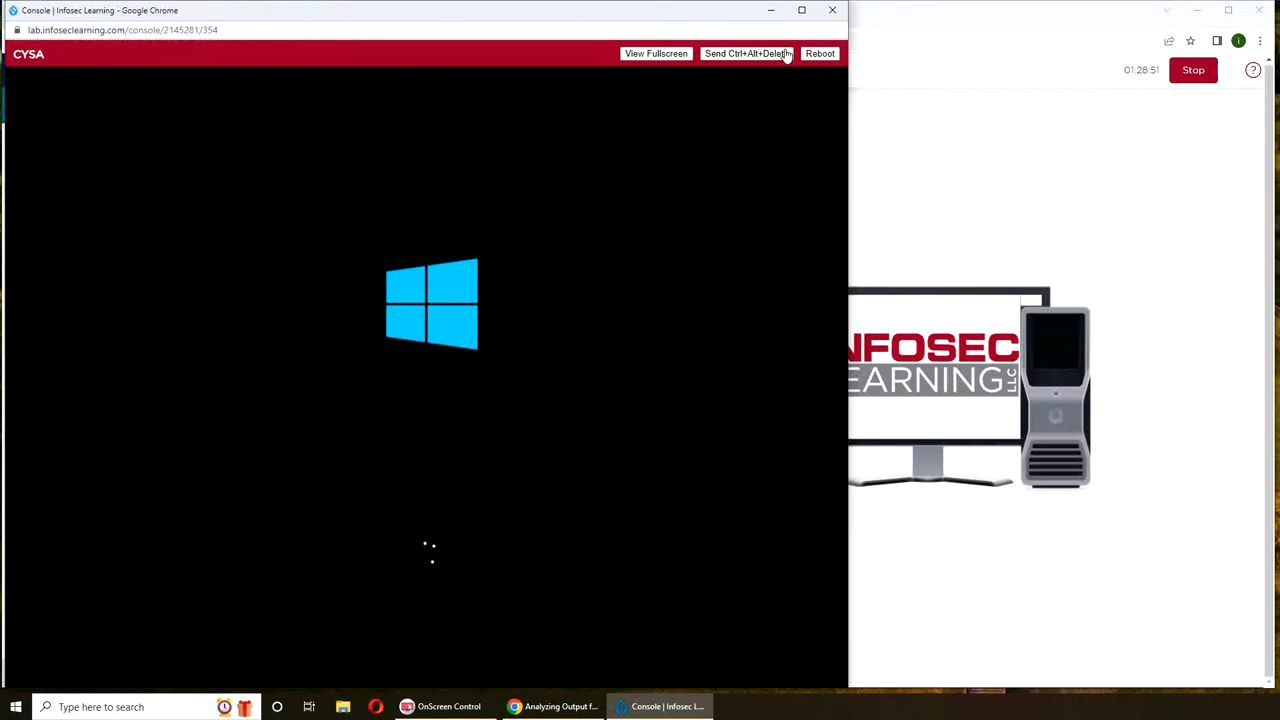 Console | Infosec Learning - Google Chrome
lab.infoseclearning.com/console/2145281/354
CYSA
View Fullscreen
Send Ctrl+Alt+Delete
Reboot
01:28:51
Stop
?
NFOSEC
EARNING LLC
Type here to search
OnScreen Control
Analyzing Output f...
Console | Infosec L...